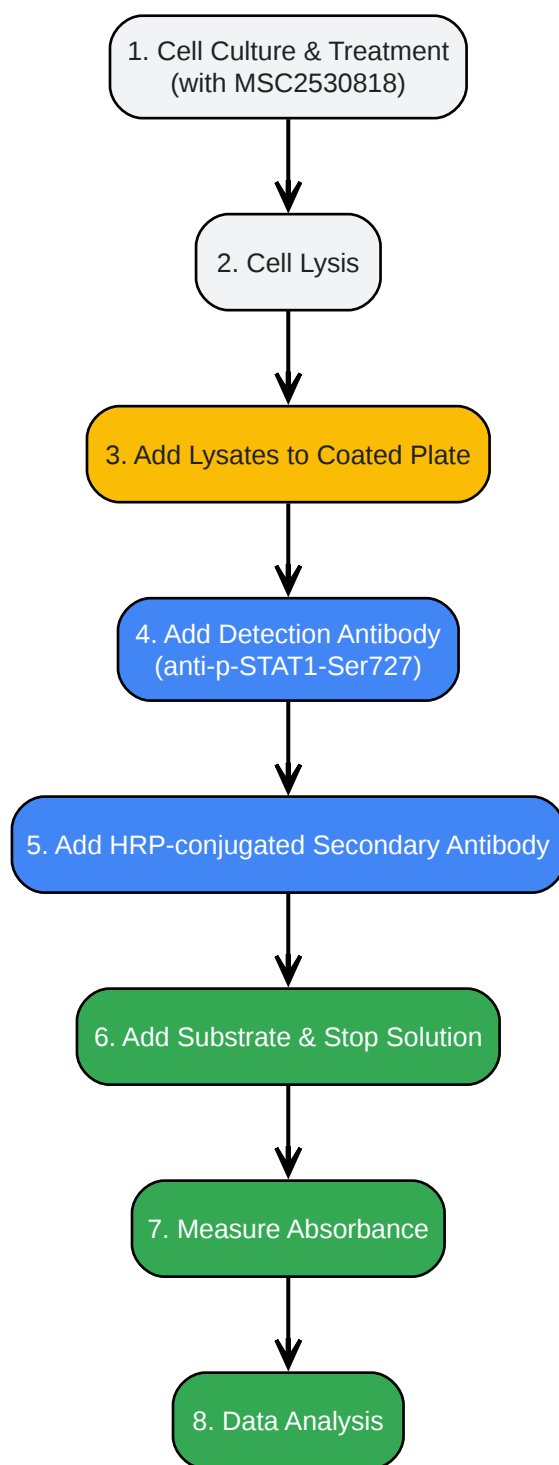 1. Cell Culture & Treatment
(with MSC2530818)
2. Cell Lysis
3. Add Lysates to Coated Plate
4. Add Detection Antibody
(anti-p-STAT1-Ser727)
5. Add HRP-conjugated Secondary Antibody
6. Add Substrate & Stop Solution
7. Measure Absorbance
8. Data Analysis